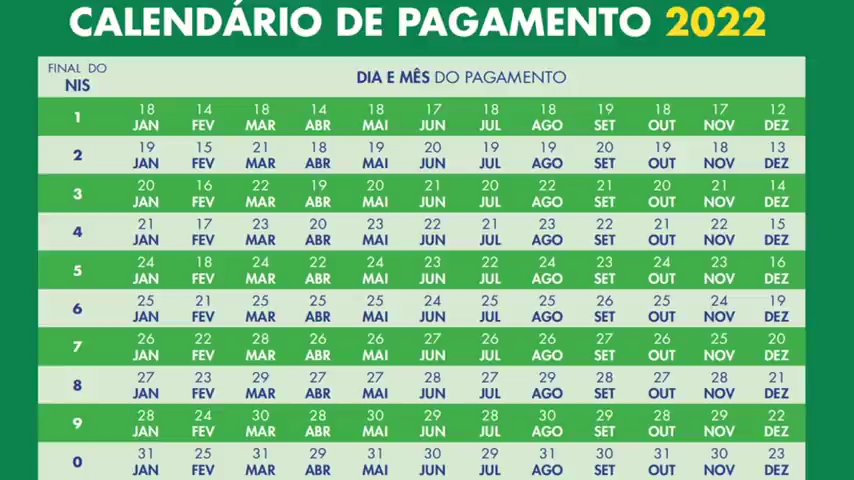 CALENDÁRIO DE PAGAMENTO 2022
FINAL DO NIS DIA E MÊS DO PAGAMENTO
1 18 JAN 14 FEV 18 MAR 14 ABR 18 MAI 17 JUN 18 JUL 18 AGO 19 SET 18 OUT 17 NOV 12 DEZ
2 19 JAN 15 FEV 21 MAR 18 ABR 19 MAI 20 JUN 19 JUL 19 AGO 20 SET 19 OUT 18 NOV 13 DEZ
3 20 JAN 16 FEV 22 MAR 19 ABR 20 MAI 21 JUN 20 JUL 22 AGO 21 SET 20 OUT 21 NOV 14 DEZ
4 21 JAN 17 FEV 23 MAR 20 ABR 23 MAI 22 JUN 21 JUL 23 AGO 22 SET 21 OUT 22 NOV 15 DEZ
5 24 JAN 18 FEV 24 MAR 22 ABR 24 MAI 23 JUN 22 JUL 24 AGO 23 SET 24 OUT 23 NOV 16 DEZ
6 25 JAN 21 FEV 25 MAR 25 ABR 25 MAI 24 JUN 25 JUL 25 AGO 26 SET 25 OUT 24 NOV 19 DEZ
7 26 JAN 22 FEV 28 MAR 26 ABR 26 MAI 27 JUN 26 JUL 26 AGO 27 SET 26 OUT 25 NOV 20 DEZ
8 27 JAN 23 FEV 29 MAR 27 ABR 27 MAI 28 JUN 27 JUL 29 AGO 28 SET 27 OUT 28 NOV 21 DEZ
9 28 JAN 24 FEV 30 MAR 28 ABR 30 MAI 29 JUN 28 JUL 30 AGO 29 SET 28 OUT 29 NOV 22 DEZ
0 31 JAN 25 FEV 31 MAR 29 ABR 31 MAI 30 JUN 29 JUL 31 AGO 30 SET 31 OUT 30 NOV 23 DEZ